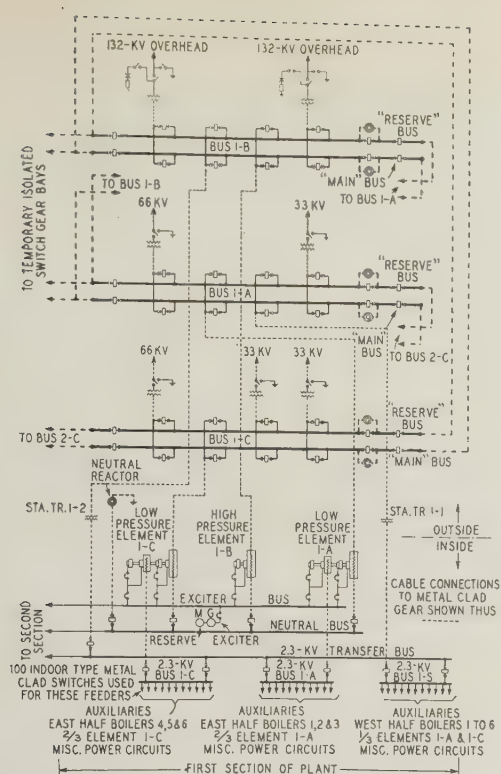 132-KV OVERHEAD
132-KV OVERHEAD
"RESERVE"
BUS
BUS 1-B
"MAIN" BUS
TO BUS 1-A
TO TEMPORARY ISOLATED
SWITCH GEAR BAYS
TO BUS 1-B
66 KV
33 KV
"RESERVE"
BUS
BUS 1-A
"MAIN"
BUS
TO BUS 2-C
66 KV
33 KV
33 KV
"RESERVE"
BUS
BUS 1-C
TO BUS 2-C
"MAIN" BUS
NEUTRAL
REACTOR
STA.TR.1-2
LOW
PRESSURE
ELEMENT
1-C
HIGH
PRESSURE
ELEMENT
1-B
LOW
PRESSURE
ELEMENT
1-A
STA.TR.1-1
OUTSIDE
INSIDE
CABLE CONNECTIONS
TO METAL CLAD
GEAR SHOWN THUS
EXCITER BUS
M G
NEUTRAL BUS
RESERVE EXCITER
TO SECOND
SECTION
2.3-KV TRANSFER BUS
100 INDOOR TYPE METAL
CLAD SWITCHES USED
FOR THESE FEEDERS
2.3-KV
BUS 1-C
2.3-KV
BUS 1-A
2.3-KV
BUS 1-S
AUXILIARIES
EAST HALF BOILERS 4,5&6
2/3 ELEMENT 1-C
MISC. POWER CIRCUITS
AUXILIARIES
EAST HALF BOILERS 1,2&3
2/3 ELEMENT 1-A
MISC. POWER CIRCUITS
AUXILIARIES
WEST HALF BOILERS 1 TO 6
1/3 ELEMENTS 1-A & 1-C
MISC. POWER CIRCUITS
FIRST SECTION OF PLANT